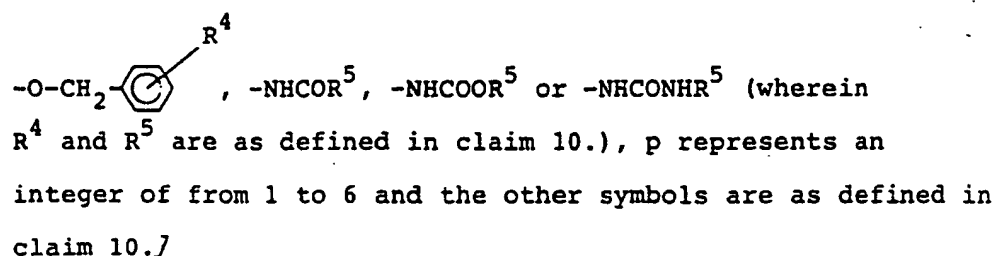 R⁴
-O-CH₂- , -NHCOR⁵, -NHCOOR⁵ or -NHCONHR⁵ (wherein
R⁴ and R⁵ are as defined in claim 10.), p represents an
integer of from 1 to 6 and the other symbols are as defined in
claim 10.]